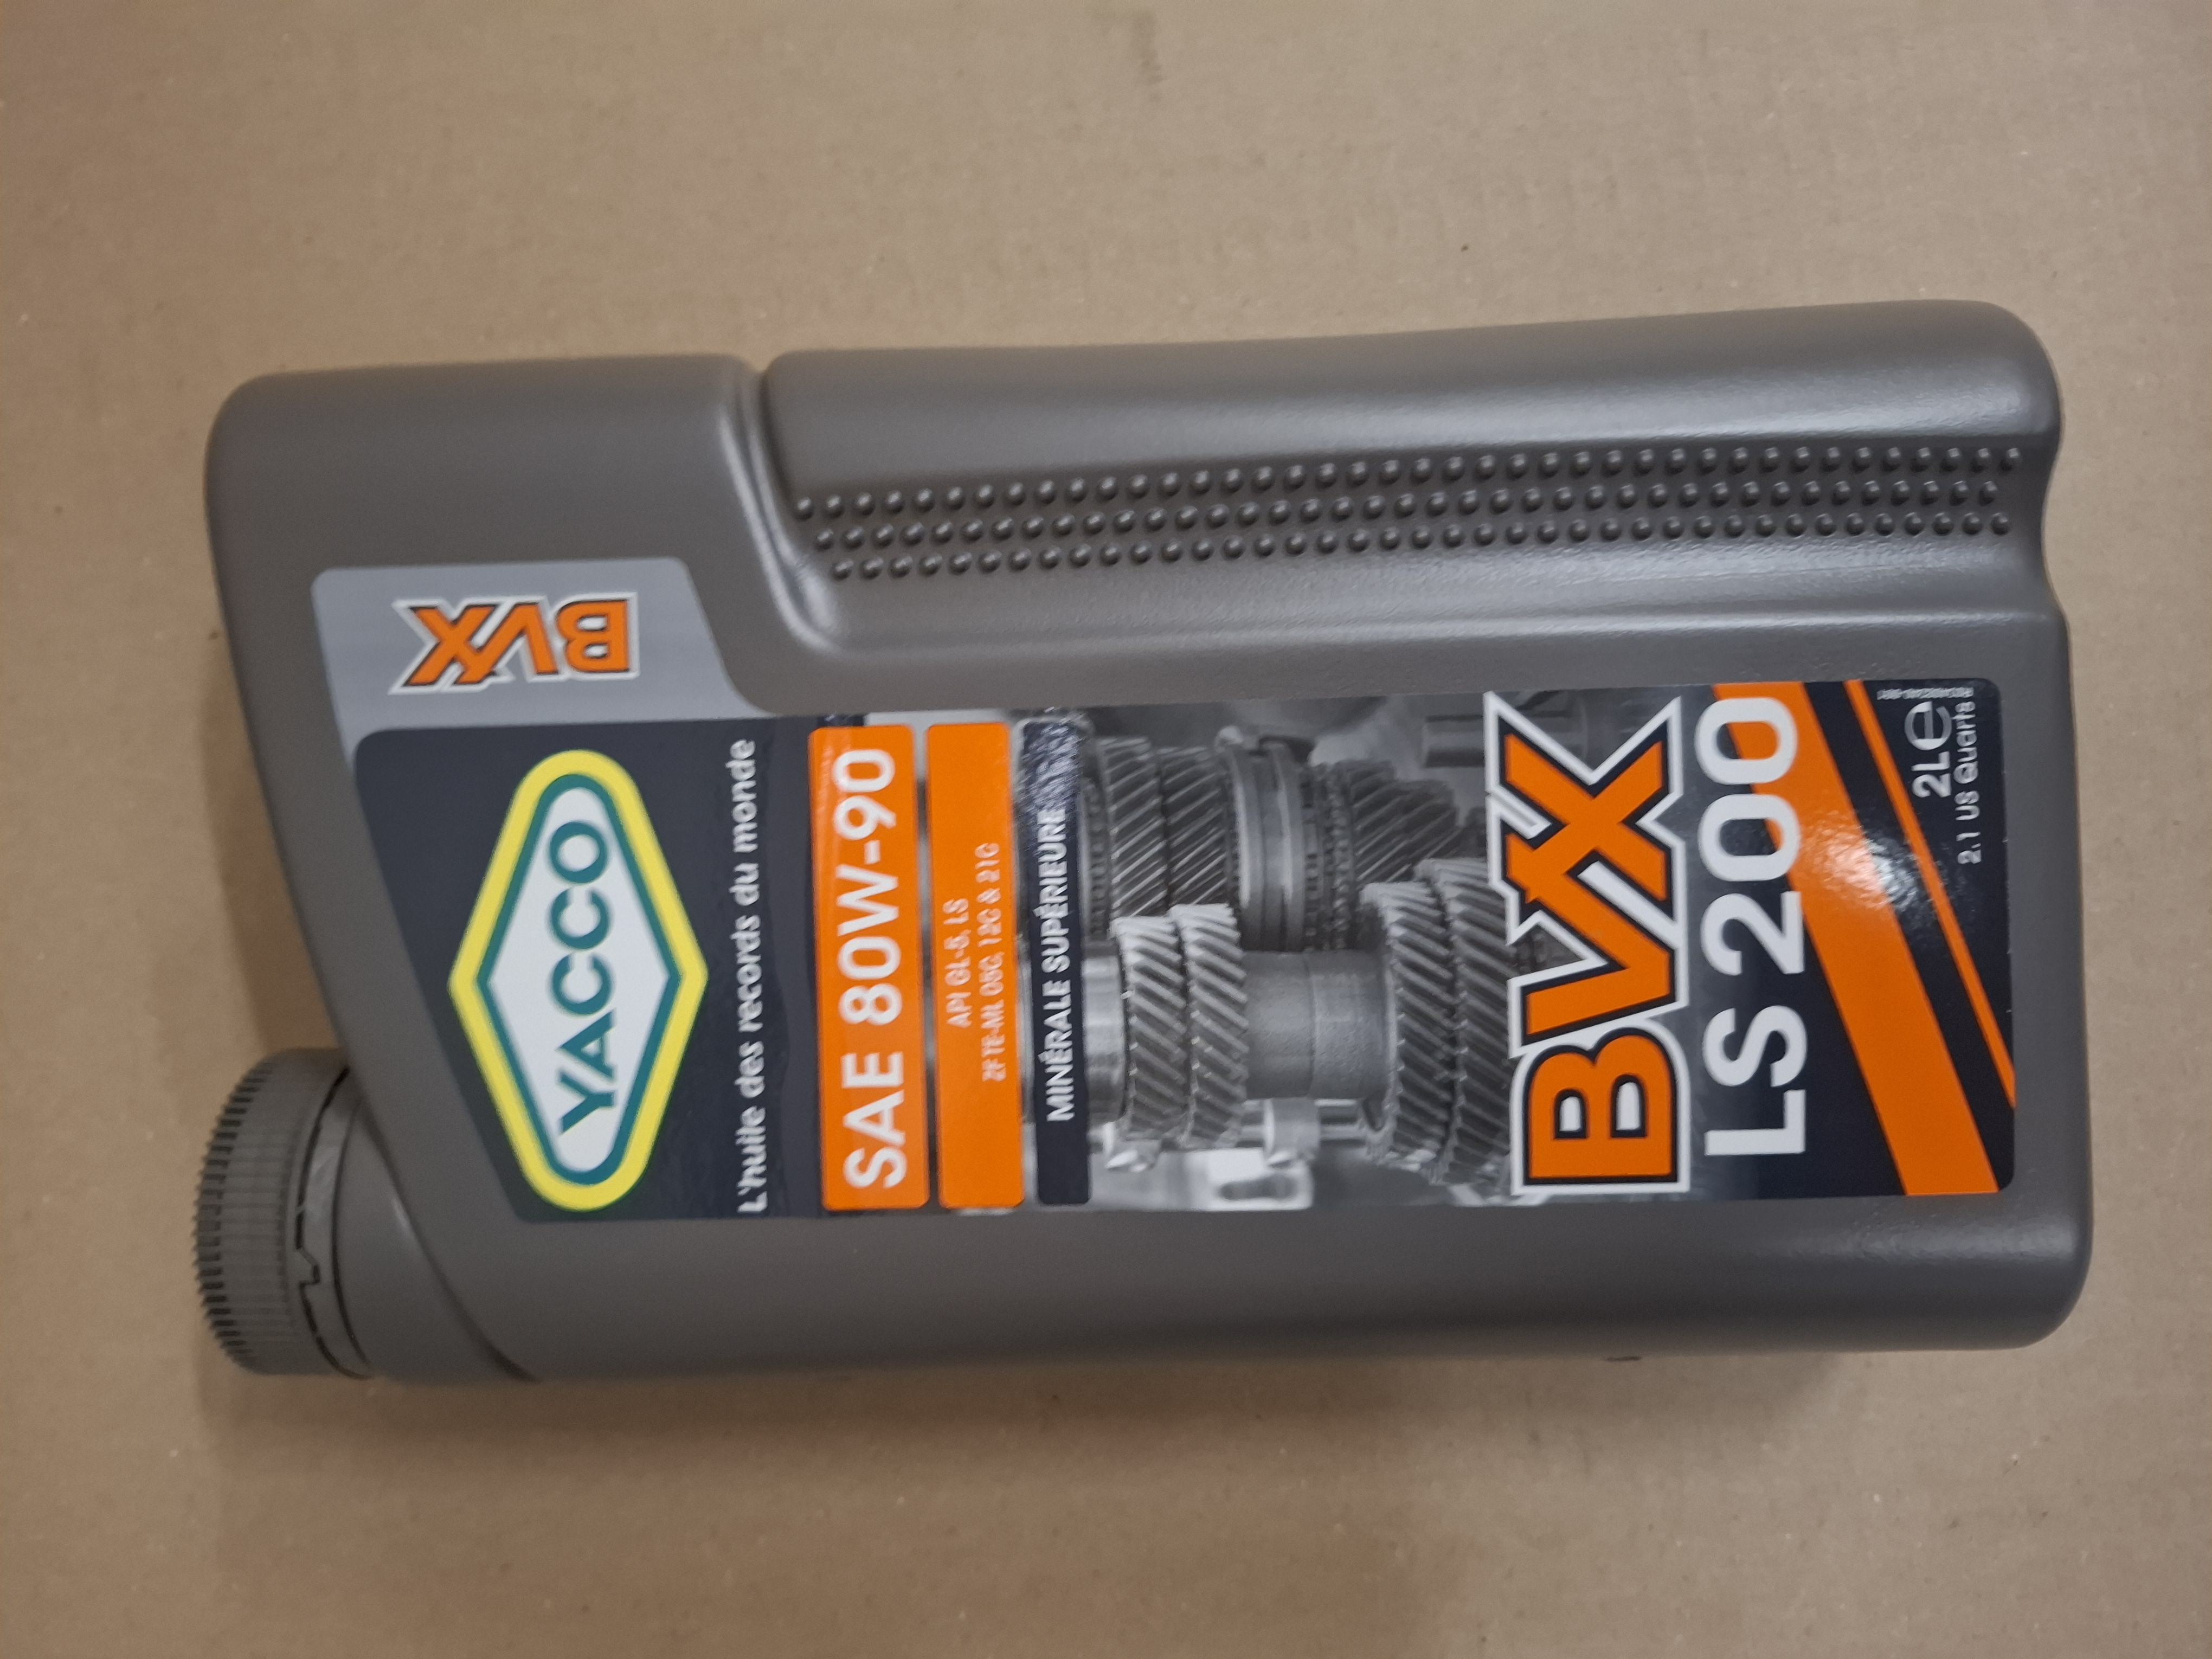 BVX
YACCO
L'huile des records du monde
SAE 80W-90
API GL-5, LS
ZF TE-ML 05C, 12C & 21C
MINÉRALE SUPÉRIEURE
BVX
LS 200
2L e
2.1 US Quarts